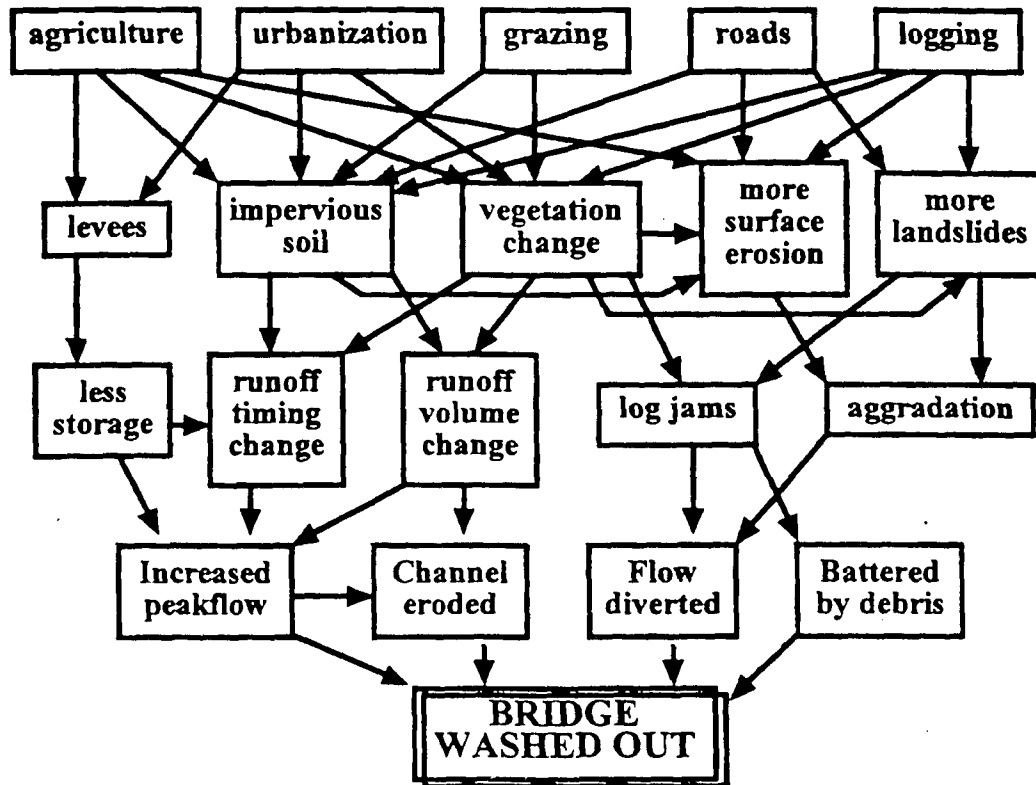 agriculture
urbanization
grazing
roads
logging
levees
impervious
soil
vegetation
change
more
surface
erosion
more
landslides
less
storage
runoff
timing
change
runoff
volume
change
log jams
aggradation
Increased
peakflow
Channel
eroded
Flow
diverted
Battered
by debris
BRIDGE
WASHED OUT